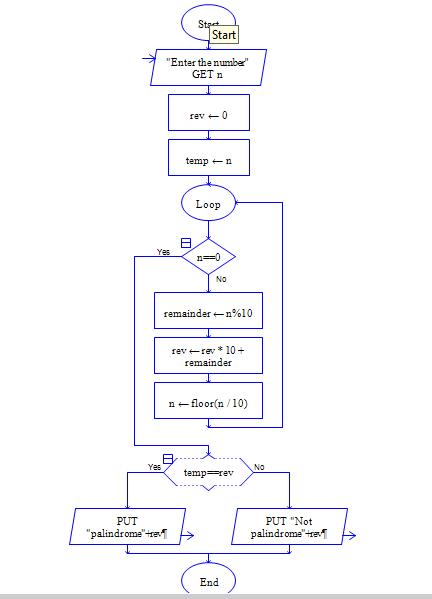 Start
Start
"Enter the number"
GET n
rev ← 0
temp ← n
Loop
Yes
n==0
No
remainder ← n%10
rev ← rev * 10 +
remainder
n ← floor(n / 10)
Yes
temp==rev
No
PUT
"palindrome"+rev¶
PUT "Not
palindrome"+rev¶
End